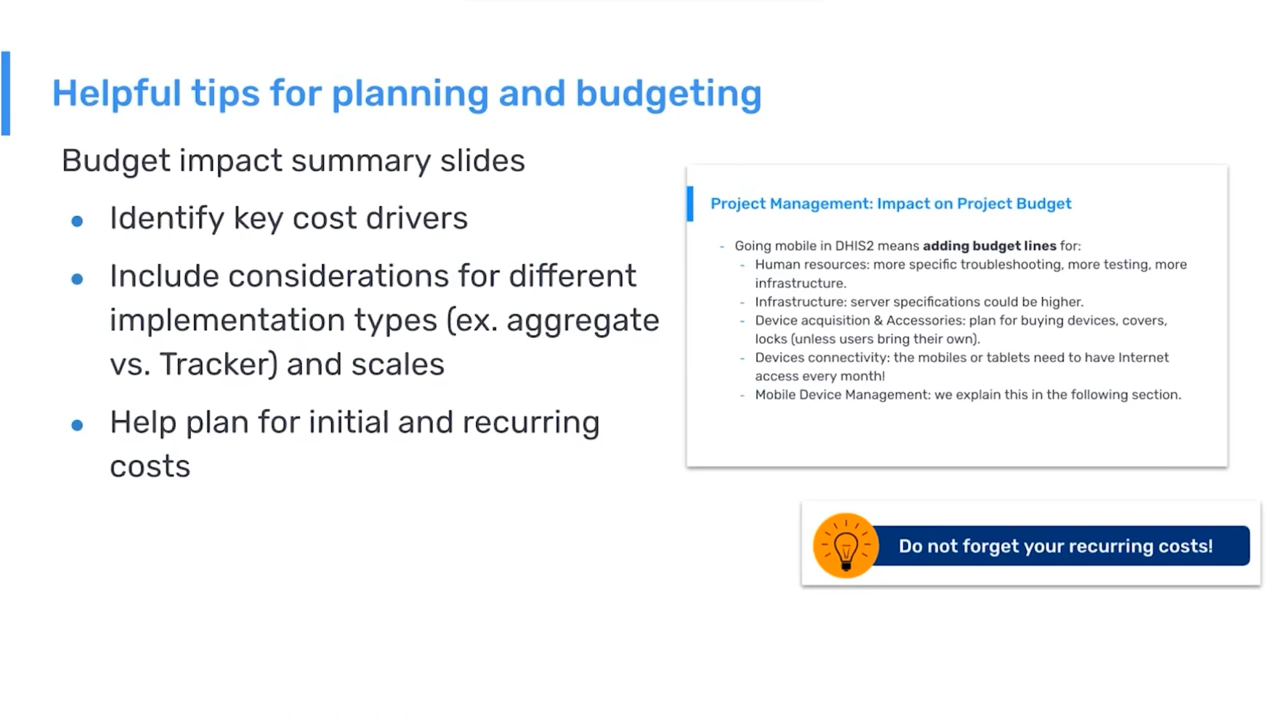 Helpful tips for planning and budgeting
Budget impact summary slides
● Identify key cost drivers
● Include considerations for different
implementation types (ex. aggregate
vs. Tracker) and scales
● Help plan for initial and recurring
costs
Project Management: Impact on Project Budget
- Going mobile in DHIS2 means adding budget lines for:
- Human resources: more specific troubleshooting, more testing, more
infrastructure.
- Infrastructure: server specifications could be higher.
- Device acquisition & Accessories: plan for buying devices, covers,
locks (unless users bring their own).
- Devices connectivity: the mobiles or tablets need to have Internet
access every month!
- Mobile Device Management: we explain this in the following section.
Do not forget your recurring costs!